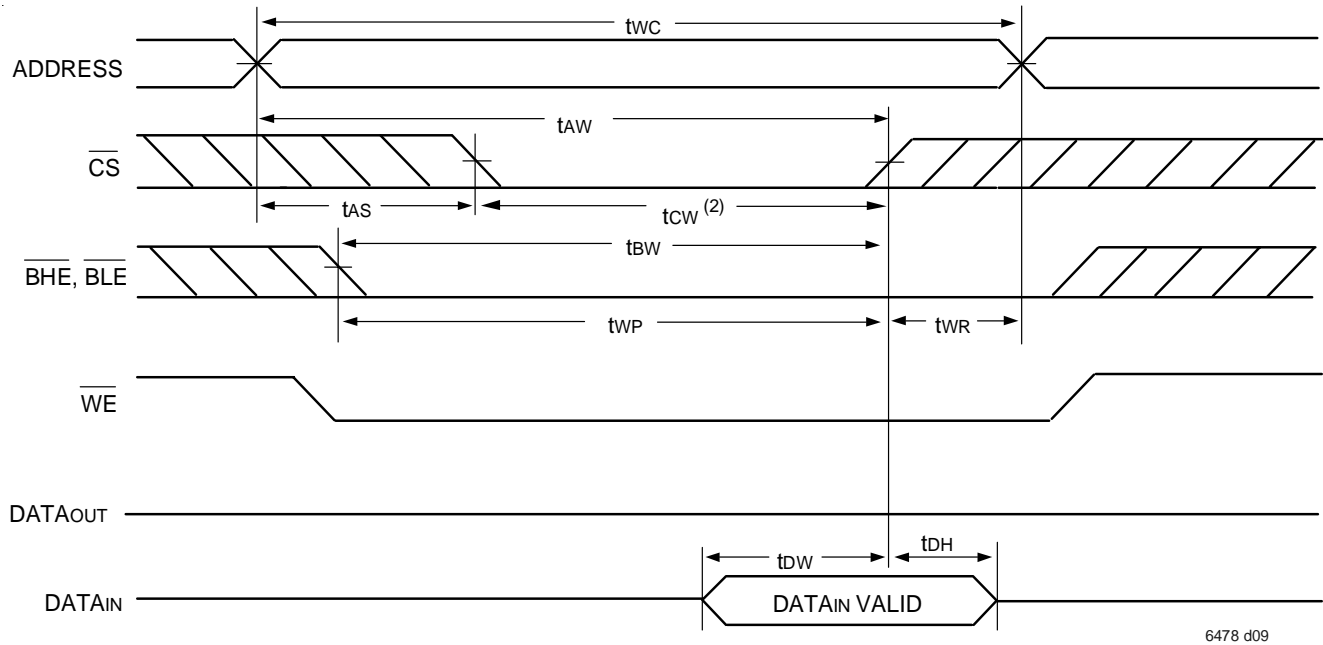 tWC
ADDRESS
tAW
CS
tAS
tCW (2)
tBW
BHE, BLE
tWP
tWR
WE
DATAOUT
tDW
tDH
DATAIN
DATAIN VALID
6478 d09